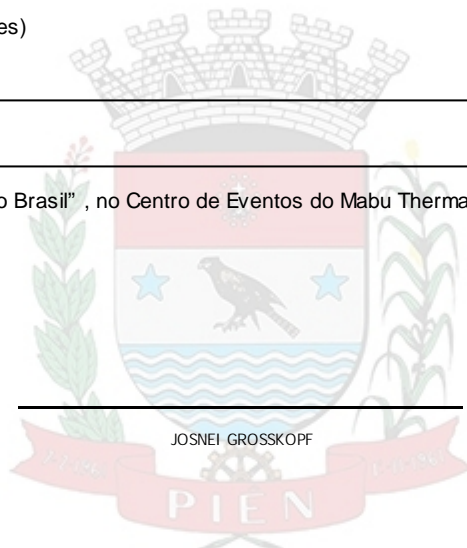 es)
o Brasil” , no Centro de Eventos do Mabu Therma
JOSNEI GROSSKOPF
PIEN